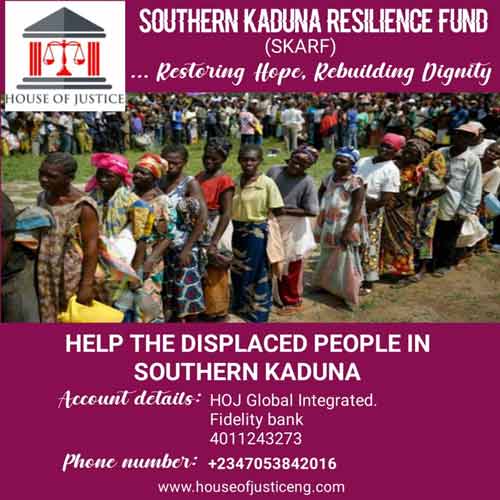 HOUSE OF JUSTICE
SOUTHERN KADUNA RESILIENCE FUND
(SKARF)
... Restoring Hope, Rebuilding Dignity
HELP THE DISPLACED PEOPLE IN
SOUTHERN KADUNA
Account details: HOJ Global Integrated.
Fidelity bank
4011243273
Phone number: +2347053842016
www.houseofjusticeng.com